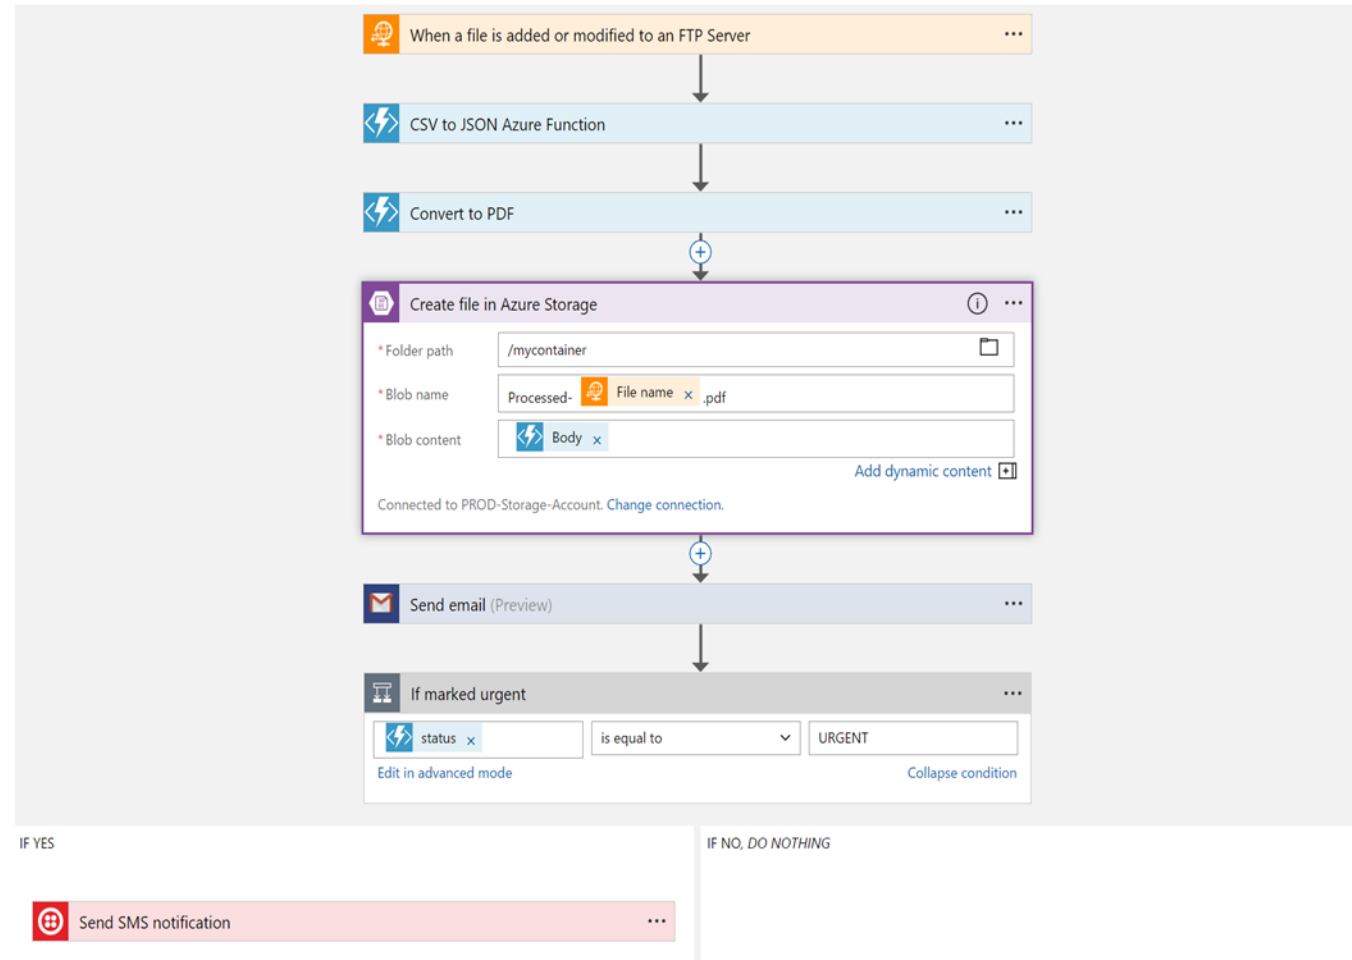 When a file is added or modified to an FTP Server
CSV to JSON Azure Function
Convert to PDF
Create file in Azure Storage
* Folder path /mycontainer
* Blob name Processed- File name x .pdf
* Blob content Body x
Add dynamic content
Connected to PROD-Storage-Account. Change connection.
Send email (Preview)
If marked urgent
status x is equal to URGENT
Edit in advanced mode Collapse condition
IF YES IF NO, DO NOTHING
Send SMS notification